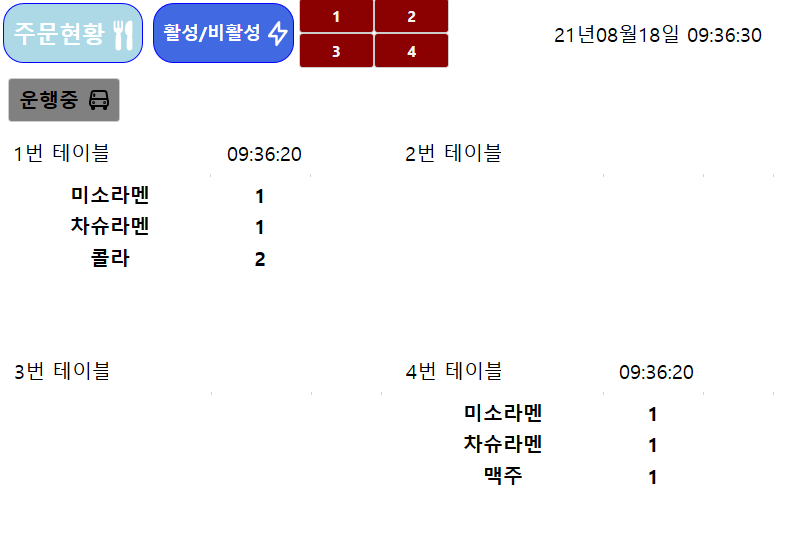 주문현황 활성/비활성 1 2 21년08월18일 09:36:30
3 4
운행중
1번 테이블 09:36:20 2번 테이블
미소라멘 1
차슈라멘 1
콜라 2
3번 테이블 4번 테이블 09:36:20
미소라멘 1
차슈라멘 1
맥주 1